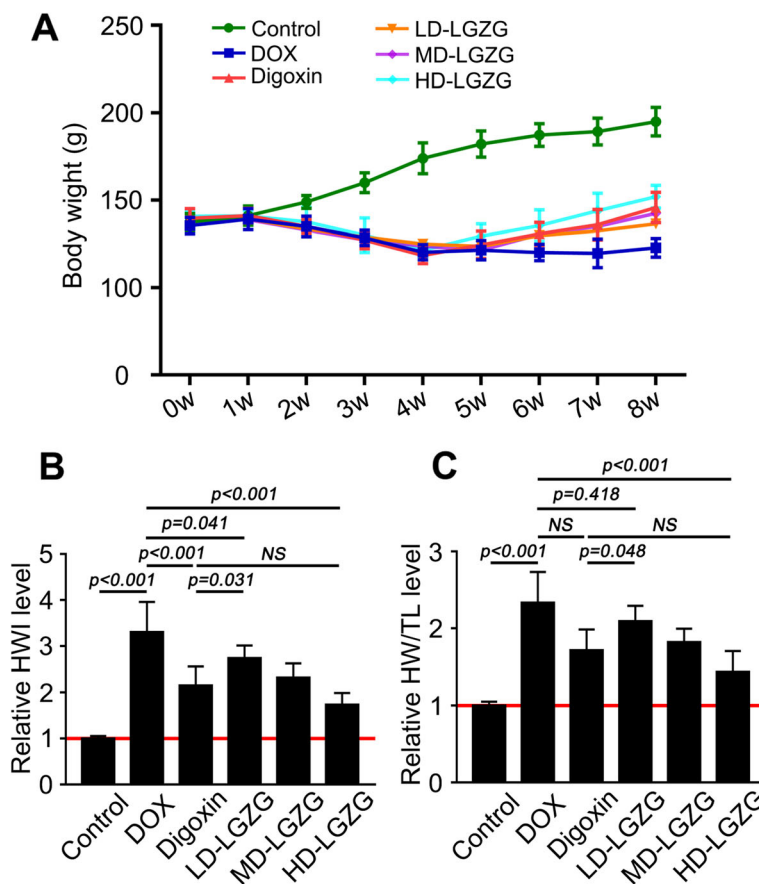 A
Control
DOX
Digoxin
LD-LGZG
MD-LGZG
HD-LGZG
Body wight (g)
250
200
150
100
0
0w 1w 2w 3w 4w 5w 6w 7w 8w
B
p<0.001
p=0.041
p<0.001 NS
p<0.001 p=0.031
Relative HWI level
5
4
3
2
1
0
Control DOX Digoxin LD-LGZG MD-LGZG HD-LGZG
C
p<0.001
p=0.418
NS NS
p<0.001 p=0.048
Relative HW/TL level
3
2
1
0
Control DOX Digoxin LD-LGZG MD-LGZG HD-LGZG